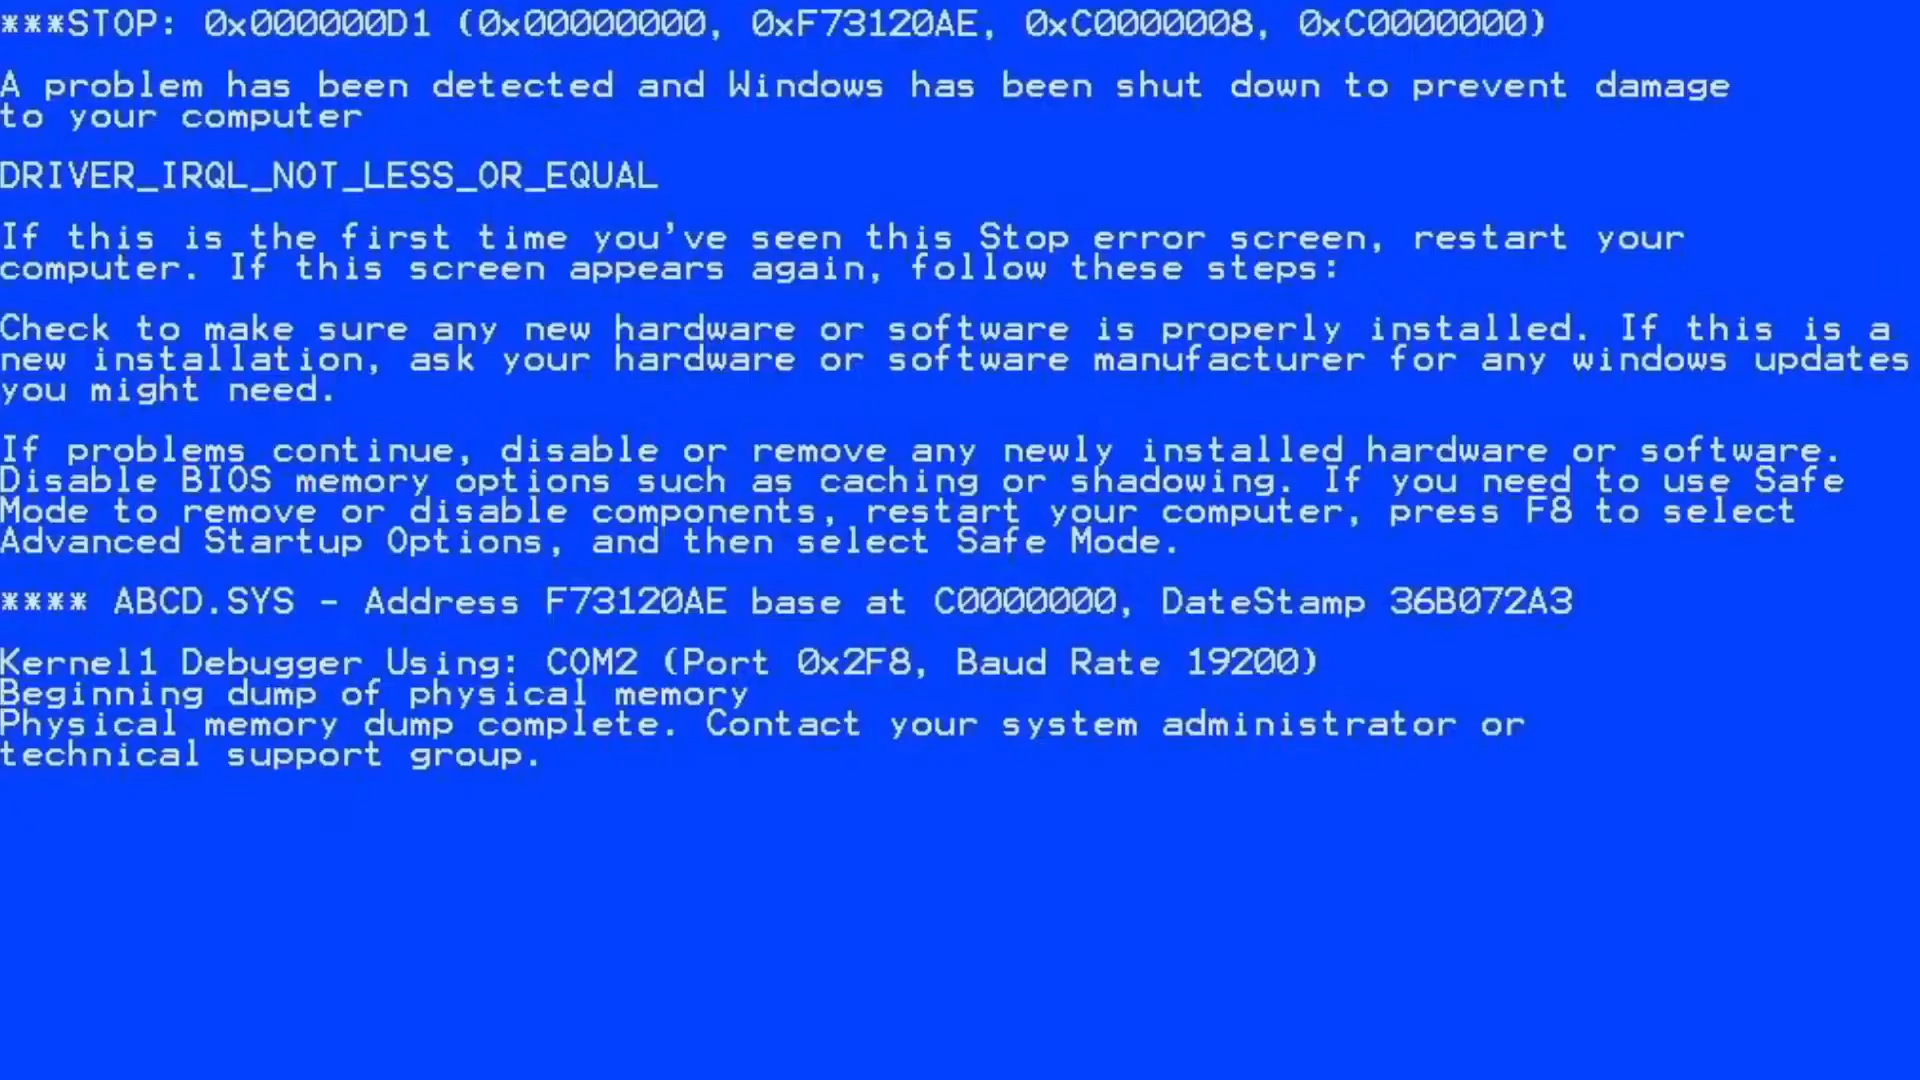 ***STOP: 0x000000D1 (0x00000000, 0xF73120AE, 0xC0000008, 0xC0000000)
A problem has been detected and Windows has been shut down to prevent damage
to your computer
DRIVER_IRQL_NOT_LESS_OR_EQUAL
If this is the first time you've seen this Stop error screen, restart your
computer. If this screen appears again, follow these steps:
Check to make sure any new hardware or software is properly installed. If this is a
new installation, ask your hardware or software manufacturer for any windows updates
you might need.
If problems continue, disable or remove any newly installed hardware or software.
Disable BIOS memory options such as caching or shadowing. If you need to use Safe
Mode to remove or disable components, restart your computer, press F8 to select
Advanced Startup Options, and then select Safe Mode.
**** ABCD.SYS - Address F73120AE base at C0000000, DateStamp 36B072A3
Kernel1 Debugger Using: COM2 (Port 0x2F8, Baud Rate 19200)
Beginning dump of physical memory
Physical memory dump complete. Contact your system administrator or
technical support group.